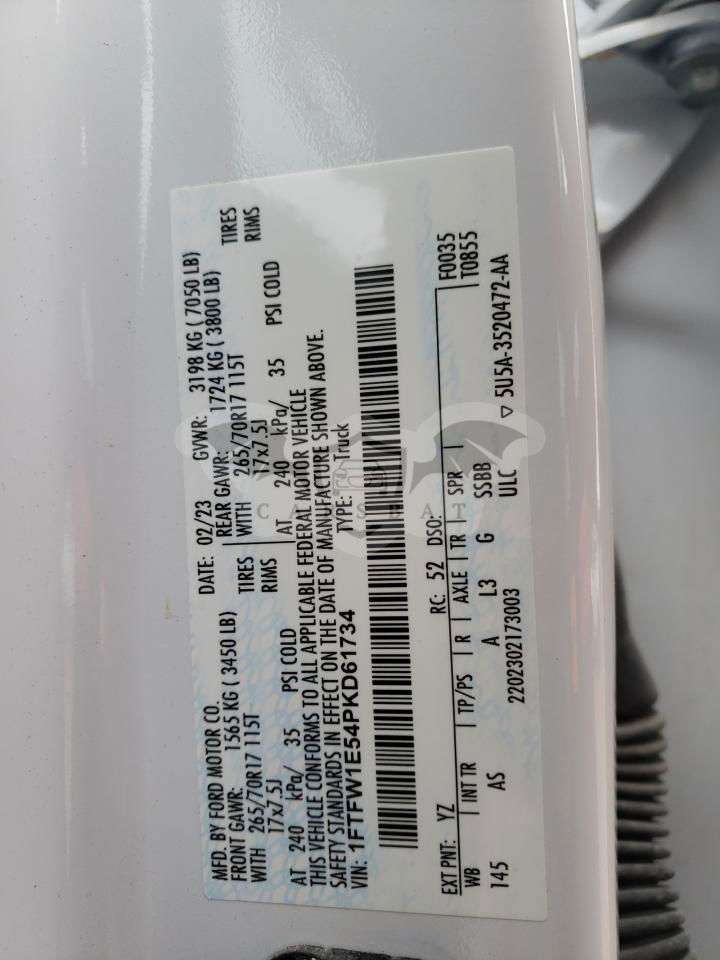 MFD. BY FORD MOTOR CO.
DATE: 02/23 GVWR: 3198 KG ( 7050 LB)
FRONT GAWR: 1565 KG ( 3450 LB)
REAR GAWR: 1724 KG ( 3800 LB)
WITH 265/70R17 115T TIRES
WITH 265/70R17 115T TIRES
17x7.5J RIMS
17x7.5J RIMS
AT 240 kPa/ 35 PSI COLD
AT 240 kPa/ 35 PSI COLD
THIS VEHICLE CONFORMS TO ALL APPLICABLE FEDERAL MOTOR VEHICLE
SAFETY STANDARDS IN EFFECT ON THE DATE OF MANUFACTURE SHOWN ABOVE.
VIN: 1FTFW1E54PKD61734 TYPE: Truck
EXT PNT: YZ RC: 52 DSO: F0035
WB INT TR TP/PS R AXLE TR SPR T0855
145 AS A L3 G SSBB
2202302173003 ULC ▽ 5U5A-3520472-AA
CARSBAT